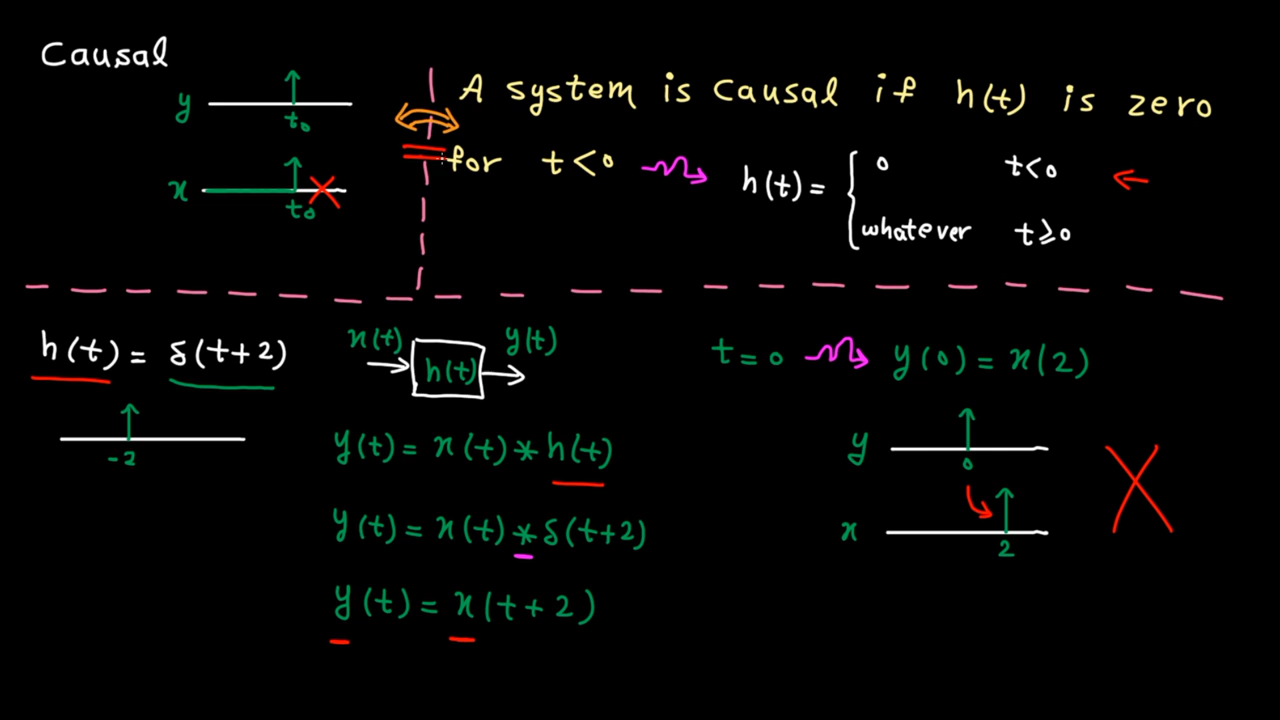 Causal
y
t₀
x
t₀
A system is Causal if h(t) is zero
for t<0
h(t) = { 0 t<0
whatever t≥0
h(t) = δ(t+2)
-2
x(t) h(t) y(t)
y(t) = x(t) * h(t)
y(t) = x(t) * δ(t+2)
y(t) = x(t+2)
t=0 y(0) = x(2)
y
0
x
2